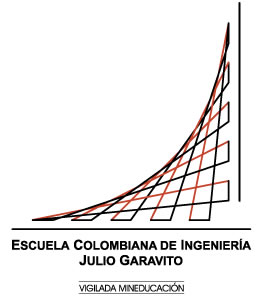 ESCUELA COLOMBIANA DE INGENIERÍA
JULIO GARAVITO
VIGILADA MINEDUCACIÓN